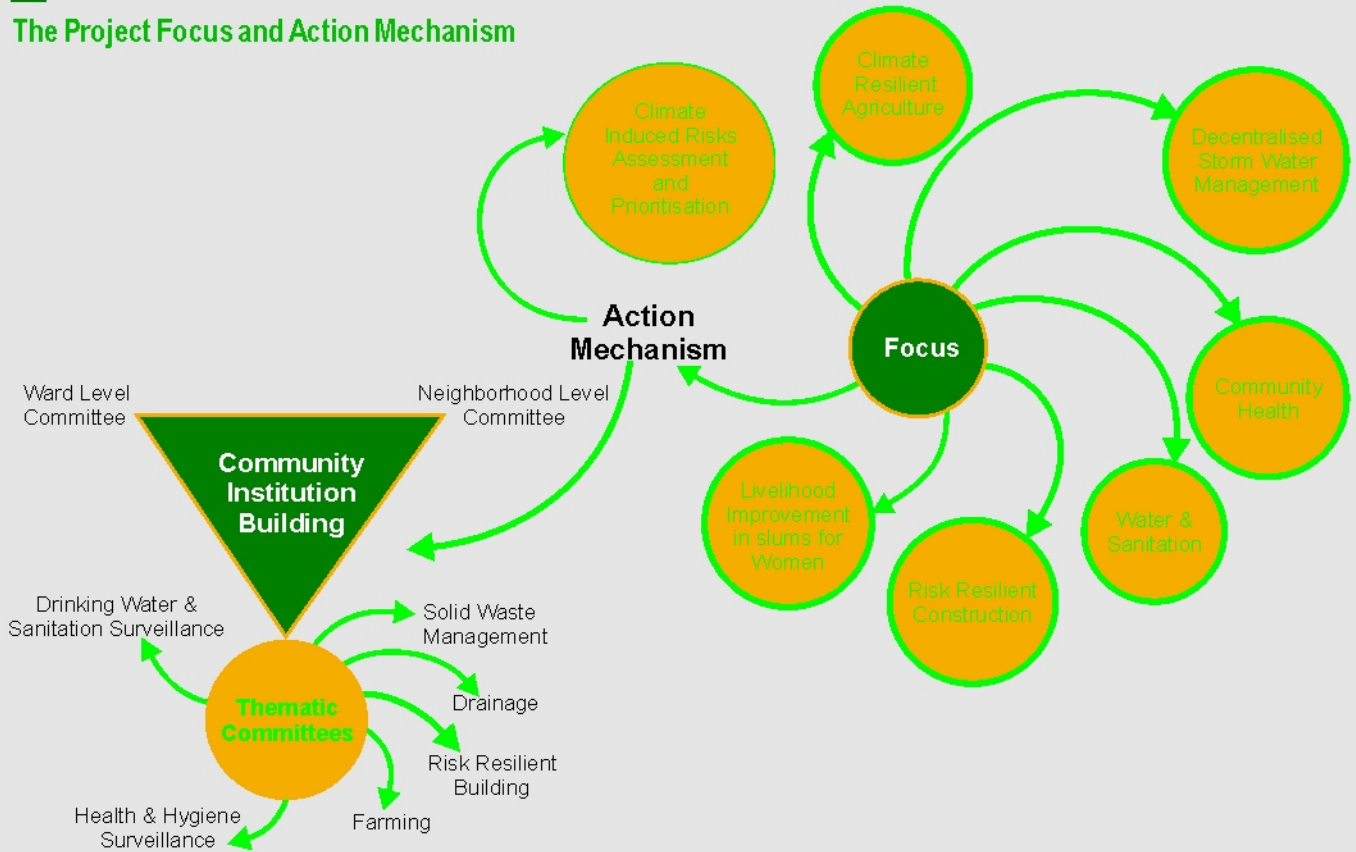 The Project Focus and Action Mechanism
Climate
Induced Risks
Assessment
and
Prioritisation
Climate
Resilient
Agriculture
Decentralised
Storm Water
Management
Action
Mechanism
Focus
Community
Health
Ward Level
Committee
Neighborhood Level
Committee
Community
Institution
Building
Livelihood
Improvement
in slums for
Women
Water &
Sanitation
Risk Resilient
Construction
Drinking Water &
Sanitation Surveillance
Solid Waste
Management
Thematic
Committees
Drainage
Risk Resilient
Building
Farming
Health & Hygiene
Surveillance